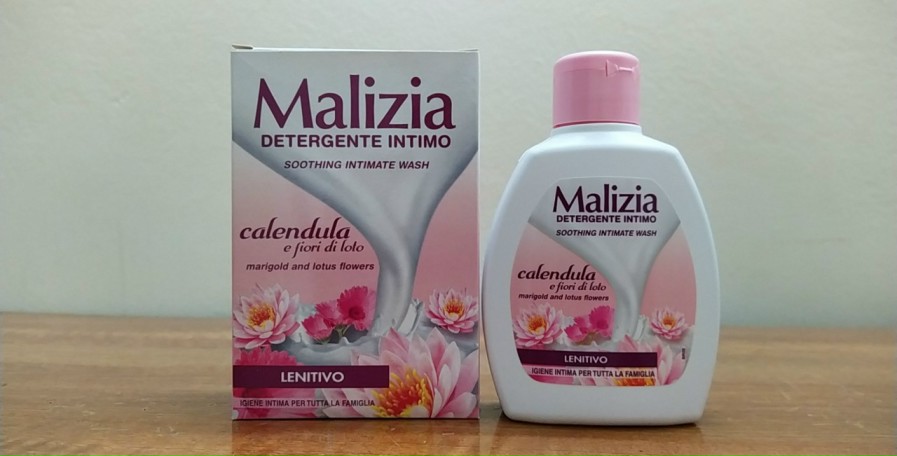 Malizia
DETERGENTE INTIMO
SOOTHING INTIMATE WASH
calendula
e fiori di loto
marigold and lotus flowers
LENITIVO
IGIENE INTIMA PER TUTTA LA FAMIGLIA
Malizia
DETERGENTE INTIMO
SOOTHING INTIMATE WASH
calendula
e fiori di loto
marigold and lotus flowers
LENITIVO
IGIENE INTIMA PER TUTTA LA FAMIGLIA